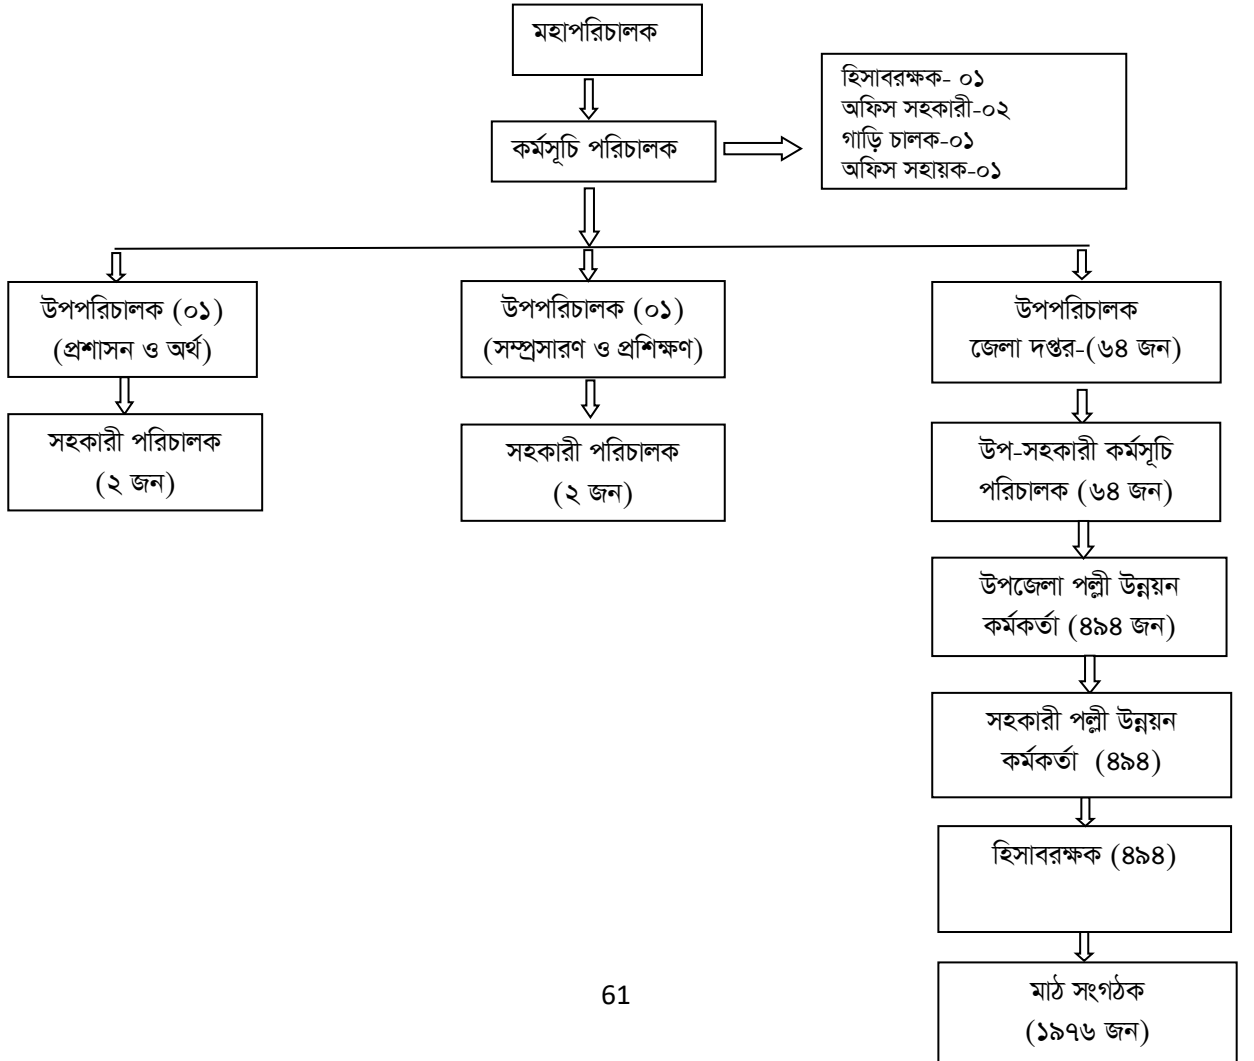 মহাপরিচালক
কর্মসূচি পরিচালক
হিসাবরক্ষক- ০১
অফিস সহকারী-০২
গাড়ি চালক-০১
অফিস সহায়ক-০১
উপপরিচালক (০১)
(প্রশাসন ও অর্থ)
সহকারী পরিচালক
(২ জন)
উপপরিচালক (০১)
(সম্প্রসারণ ও প্রশিক্ষণ)
সহকারী পরিচালক
(২ জন)
উপপরিচালক
জেলা দপ্তর-(৬৪ জন)
উপ-সহকারী কর্মসূচি
পরিচালক (৬৪ জন)
উপজেলা পল্লী উন্নয়ন
কর্মকর্তা (৪৯৪ জন)
সহকারী পল্লী উন্নয়ন
কর্মকর্তা (৪৯৪)
হিসাবরক্ষক (৪৯৪)
মাঠ সংগঠক
(১৯৭৬ জন)
61